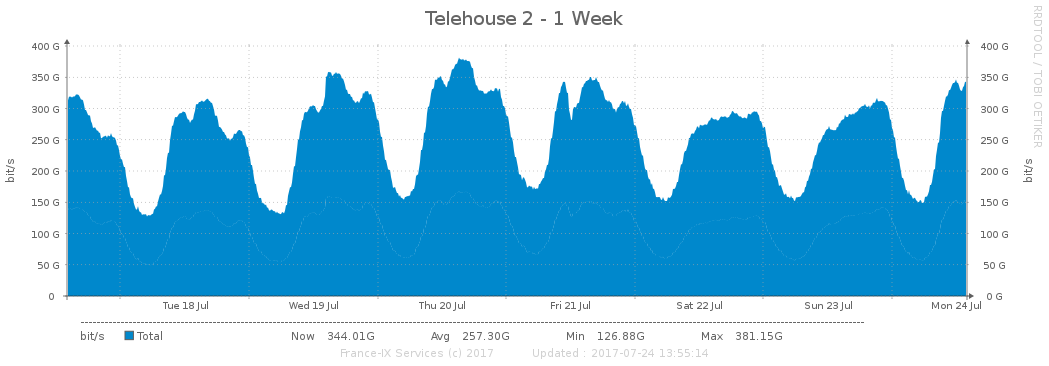 Telehouse 2 - 1 Week
RRDTOOL / TOBI OETIKER
400 G 400 G
350 G 350 G
300 G 300 G
250 G 250 G
200 G 200 G
150 G 150 G
100 G 100 G
50 G 50 G
0 0 G
bit/s
bit/s
Tue 18 Jul Wed 19 Jul Thu 20 Jul Fri 21 Jul Sat 22 Jul Sun 23 Jul Mon 24 Jul
bit/s Total Now 344.01G Avg 257.30G Min 126.88G Max 381.15G
France-IX Services (c) 2017 Updated : 2017-07-24 13:55:14